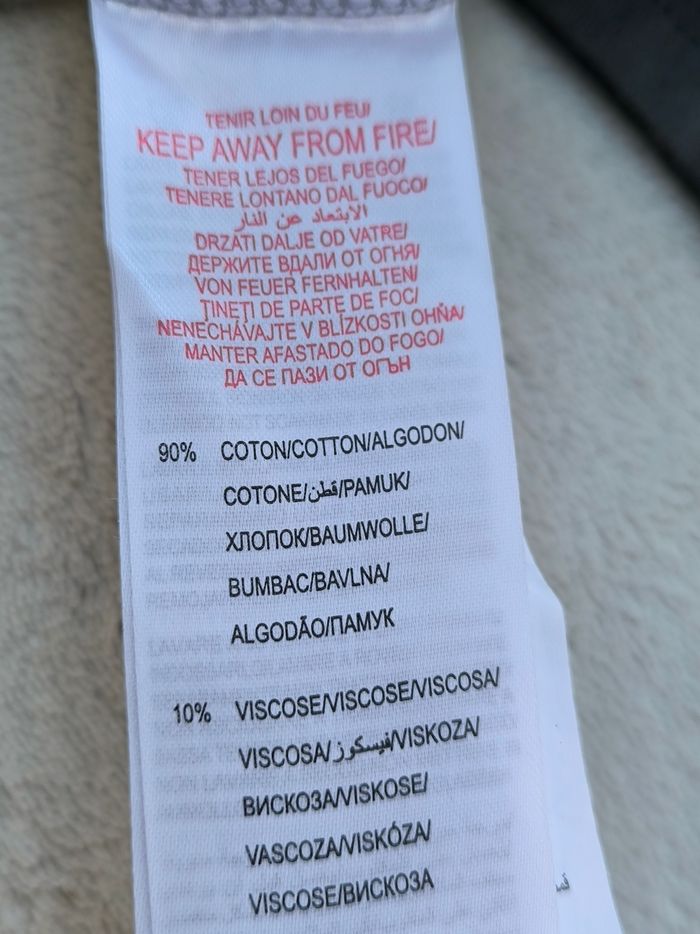 TENIR LOIN DU FEU/
KEEP AWAY FROM FIRE/
TENER LEJOS DEL FUEGO/
TENERE LONTANO DAL FUOCO/
الابتعاد عن النار
DRZATI DALJE OD VATRE/
ДЕРЖИТЕ ВДАЛИ ОТ ОГНЯ/
VON FEUER FERNHALTEN/
ȚINEȚI DE PARTE DE FOC/
NENECHÁVAJTE V BLÍZKOSTI OHŇA/
MANTER AFASTADO DO FOGO/
ДА СЕ ПАЗИ ОТ ОГЪН
90% COTON/COTTON/ALGODON/
COTONE/قطن/PAMUK/
ХЛОПОК/BAUMWOLLE/
BUMBAC/BAVLNA/
ALGODÃO/ПАМУК
10% VISCOSE/VISCOSE/VISCOSA/
VISCOSA/فيسكوز/VISKOZA/
ВИСКОЗА/VISKOSE/
VASCOZA/VISKÓZA/
VISCOSE/ВИСКОЗА